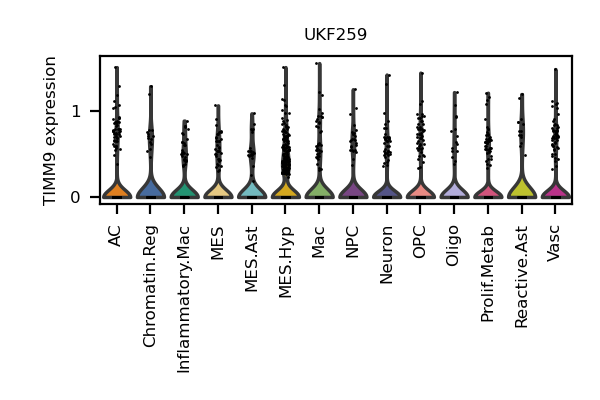 UKF259
TIMM9 expression
1
0
AC
Chromatin.Reg
Inflammatory.Mac
MES
MES.Ast
MES.Hyp
Mac
NPC
Neuron
OPC
Oligo
Prolif.Metab
Reactive.Ast
Vasc